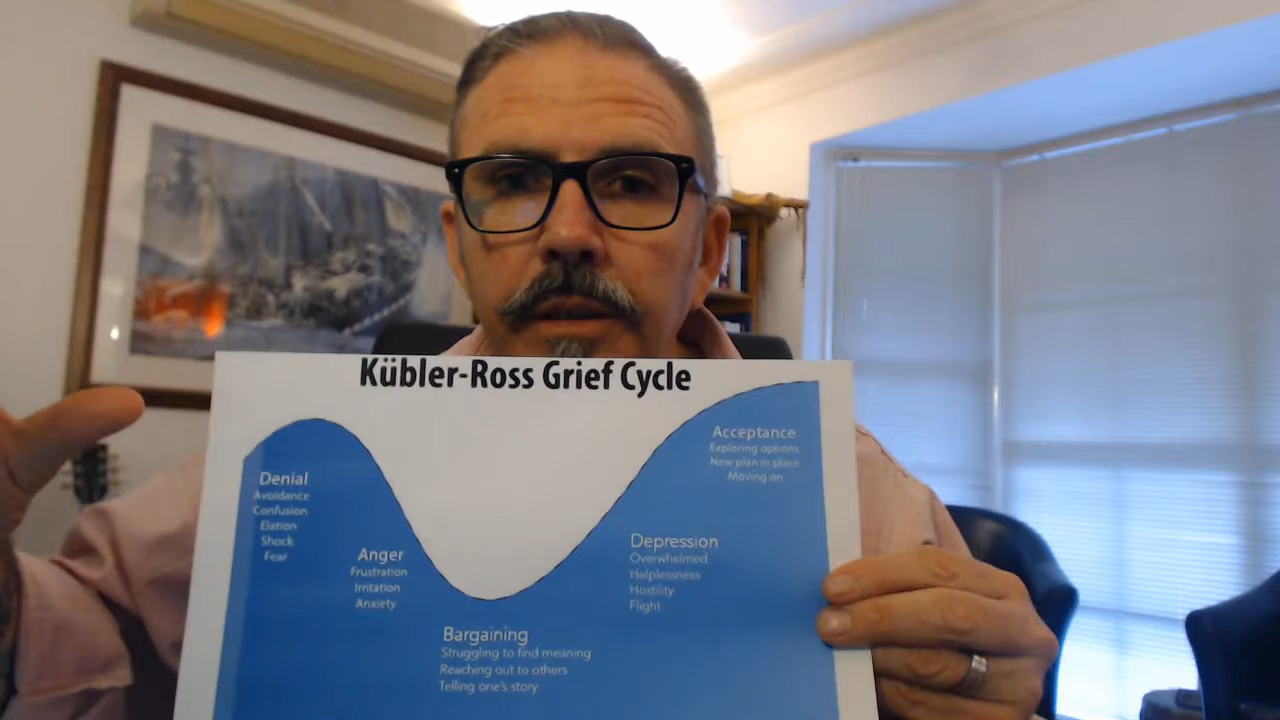 Kübler-Ross Grief Cycle
Denial
Avoidance
Confusion
Elation
Shock
Fear
Anger
Frustration
Irritation
Anxiety
Bargaining
Struggling to find meaning
Reaching out to others
Telling one's story
Depression
Overwhelmed
Helplessness
Hostility
Flight
Acceptance
Exploring options
New plan in place
Moving on